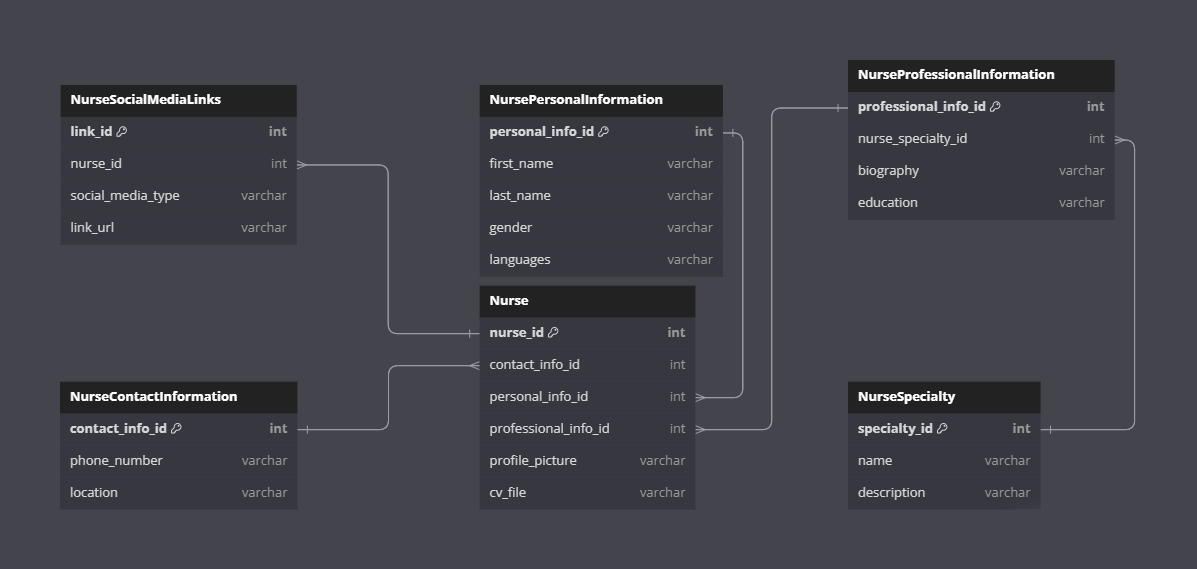 NurseSocialMediaLinks
link_id int
nurse_id int
social_media_type varchar
link_url varchar
NursePersonalInformation
personal_info_id int
first_name varchar
last_name varchar
gender varchar
languages varchar
NurseProfessionalInformation
professional_info_id int
nurse_specialty_id int
biography varchar
education varchar
Nurse
nurse_id int
contact_info_id int
personal_info_id int
professional_info_id int
profile_picture varchar
cv_file varchar
NurseContactInformation
contact_info_id int
phone_number varchar
location varchar
NurseSpecialty
specialty_id int
name varchar
description varchar